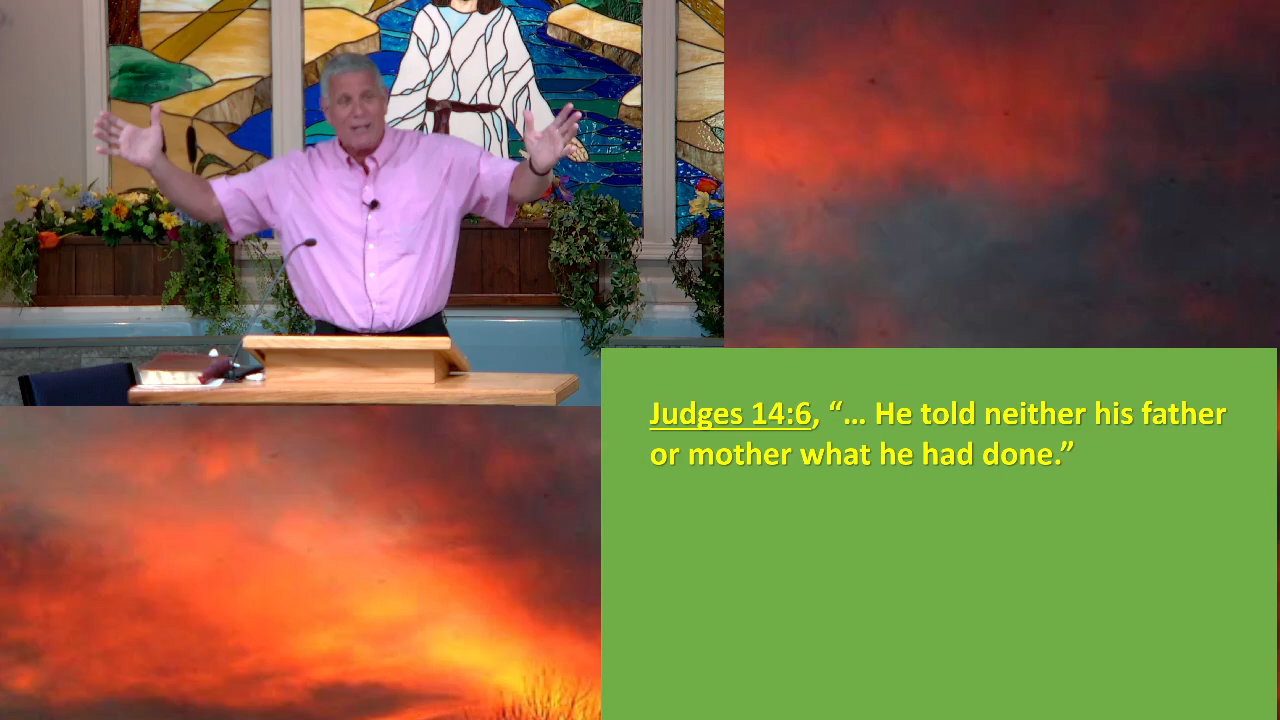 Judges 14:6, “… He told neither his father
or mother what he had done.”